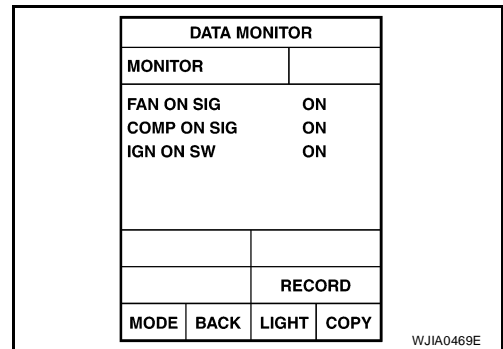 DATA MONITOR
MONITOR
FAN ON SIG ON
COMP ON SIG ON
IGN ON SW ON
RECORD
MODE BACK LIGHT COPY
WJIA0469E